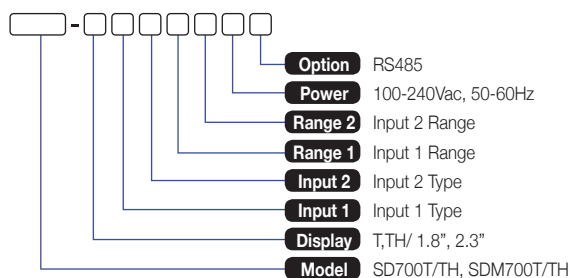 Option RS485
Power 100-240Vac, 50-60Hz
Range 2 Input 2 Range
Range 1 Input 1 Range
Input 2 Input 2 Type
Input 1 Input 1 Type
Display T,TH/ 1.8”, 2.3”
Model SD700T/TH, SDM700T/TH